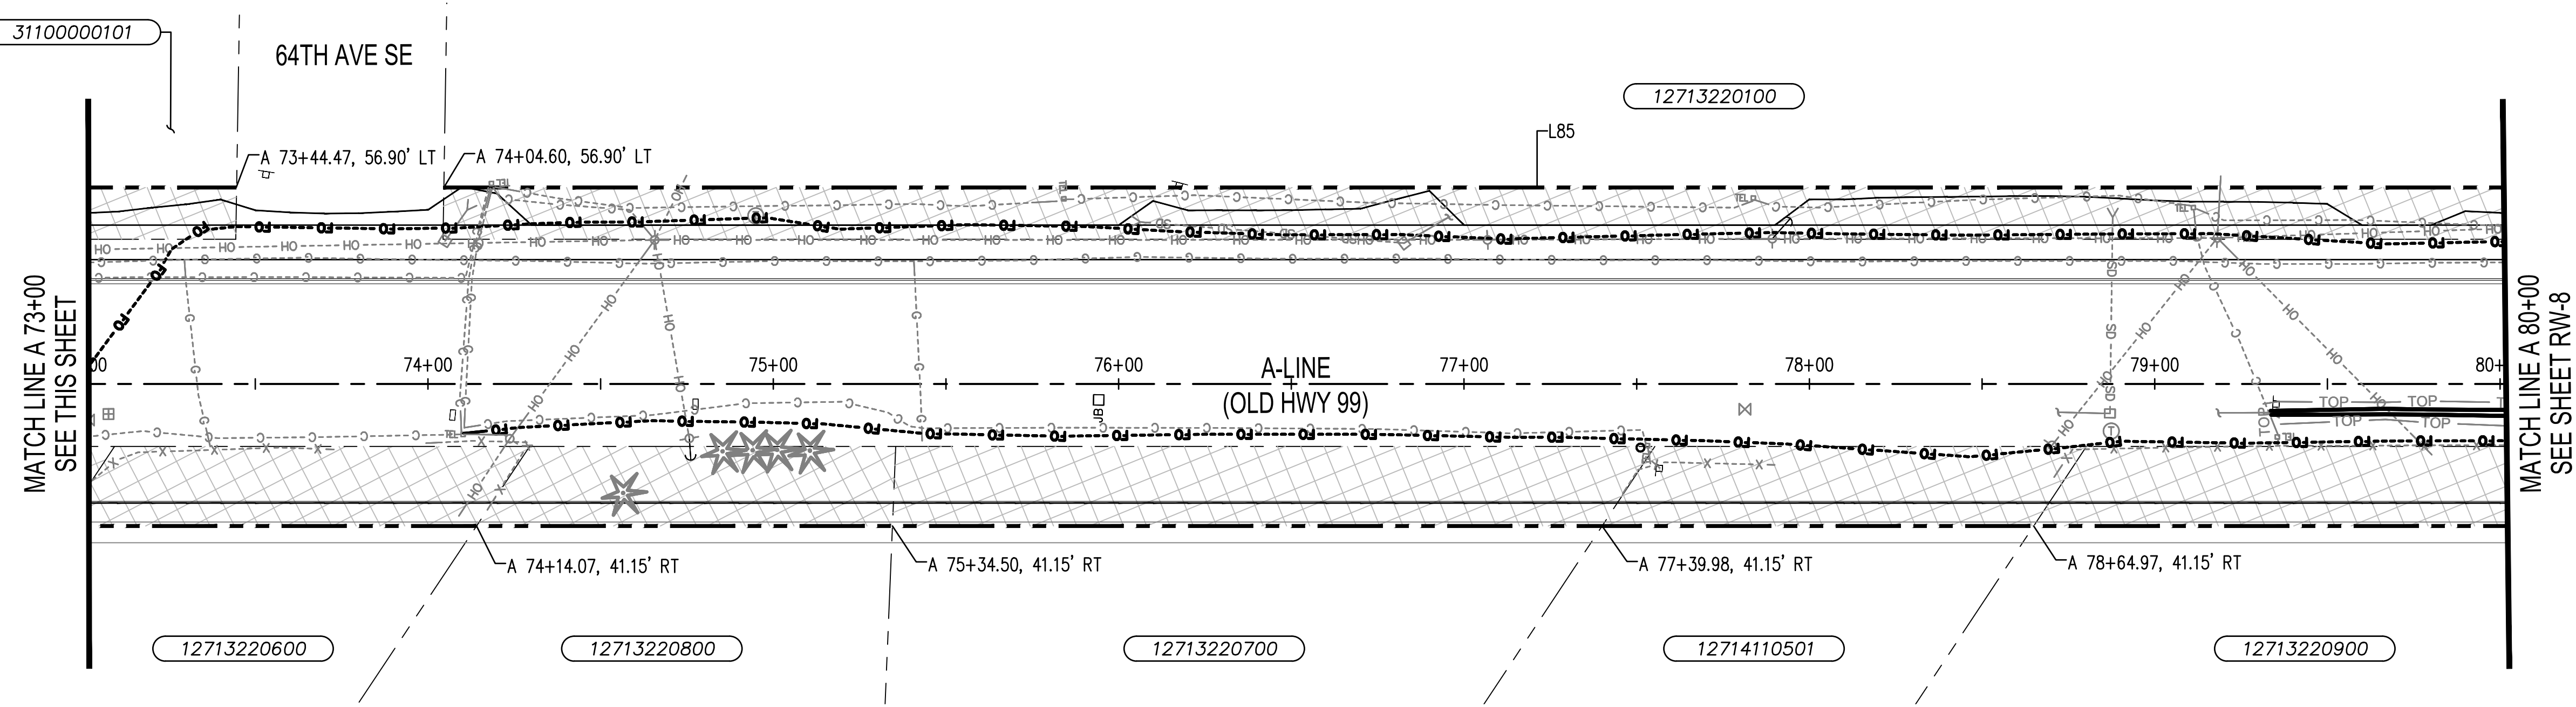 31100000101
64TH AVE SE
12713220100
L85
A 73+44.47, 56.90' LT
A 74+04.60, 56.90' LT
MATCH LINE A 73+00
SEE THIS SHEET
00
74+00
75+00
76+00
77+00
78+00
79+00
80+
A-LINE
(OLD HWY 99)
JB
TOP
TOP
TOP
TOP
TOP
MATCH LINE A 80+00
SEE SHEET RW-8
A 74+14.07, 41.15' RT
A 75+34.50, 41.15' RT
A 77+39.98, 41.15' RT
A 78+64.97, 41.15' RT
12713220600
12713220800
12713220700
12714110501
12713220900